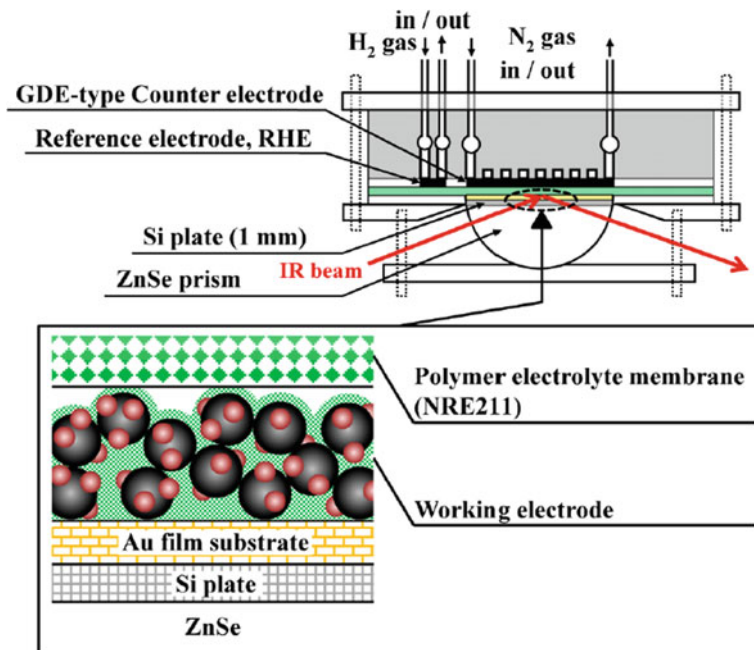 in / out
H₂ gas
N₂ gas
in / out
GDE-type Counter electrode
Reference electrode, RHE
Si plate (1 mm)
IR beam
ZnSe prism
Polymer electrolyte membrane
(NRE211)
Working electrode
Au film substrate
Si plate
ZnSe